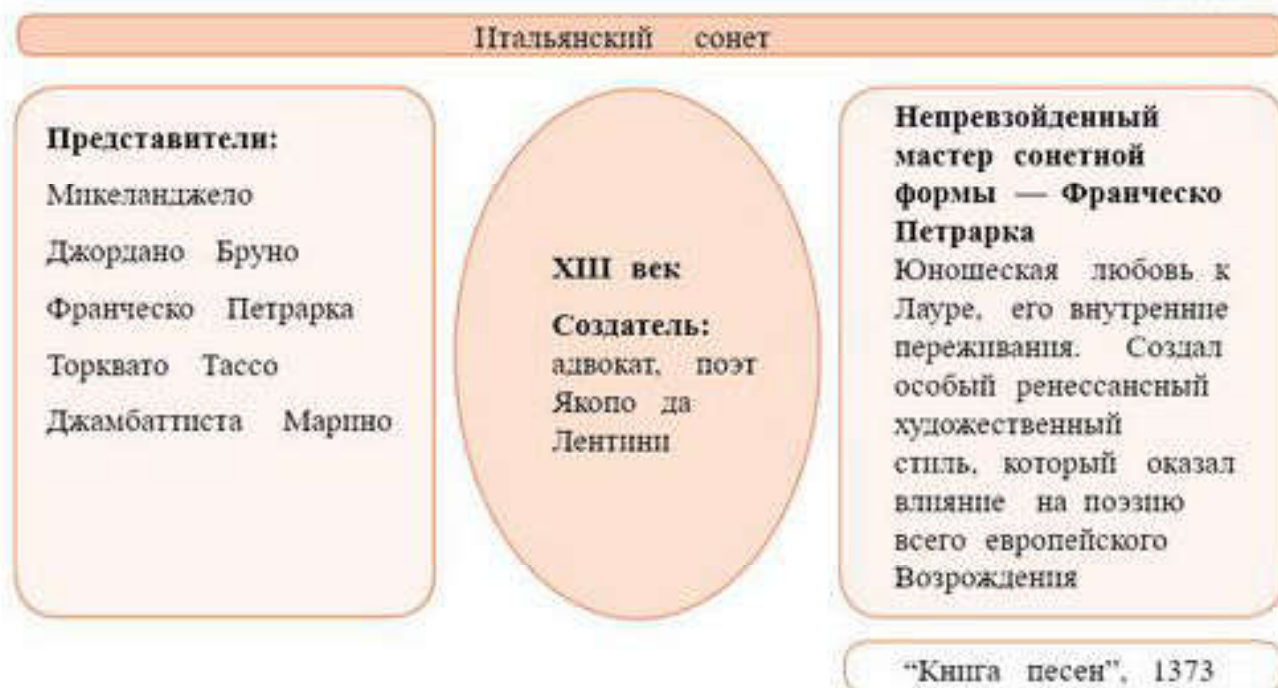 Итальянский сонет
Представители:
Микеланджело
Джордано Бруно
Франческо Петрарка
Торквато Тассо
Джамбаттиста Марино
XIII век
Создатель:
адвокат, поэт
Якопо да
Лентини
Непревзойденный
мастер сонетной
формы — Франческо
Петрарка
Юношеская любовь к
Лауре, его внутренние
переживания. Создал
особый ренессансный
художественный
стиль, который оказал
влияние на поэзию
всего европейского
Возрождения
“Книга песен”, 1373